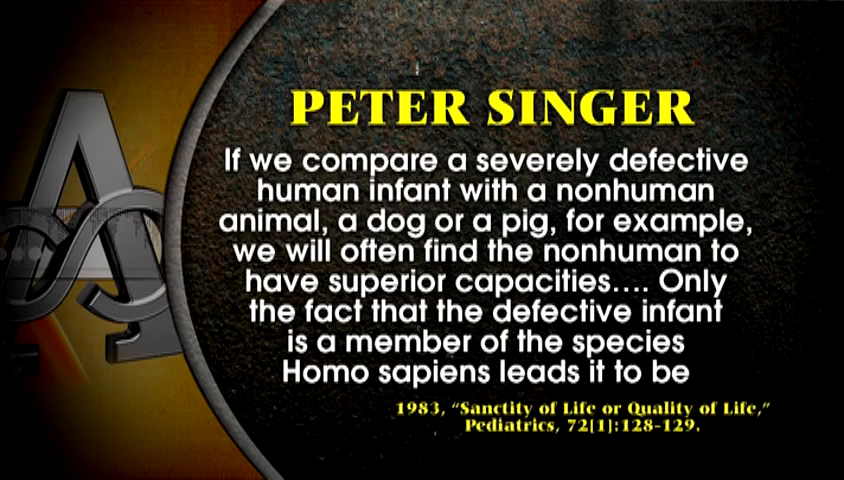 PETER SINGER
If we compare a severely defective
human infant with a nonhuman
animal, a dog or a pig, for example,
we will often find the nonhuman to
have superior capacities.... Only
the fact that the defective infant
is a member of the species
Homo sapiens leads it to be
1983, “Sanctity of Life or Quality of Life,”
Pediatrics, 72[1]:128-129.